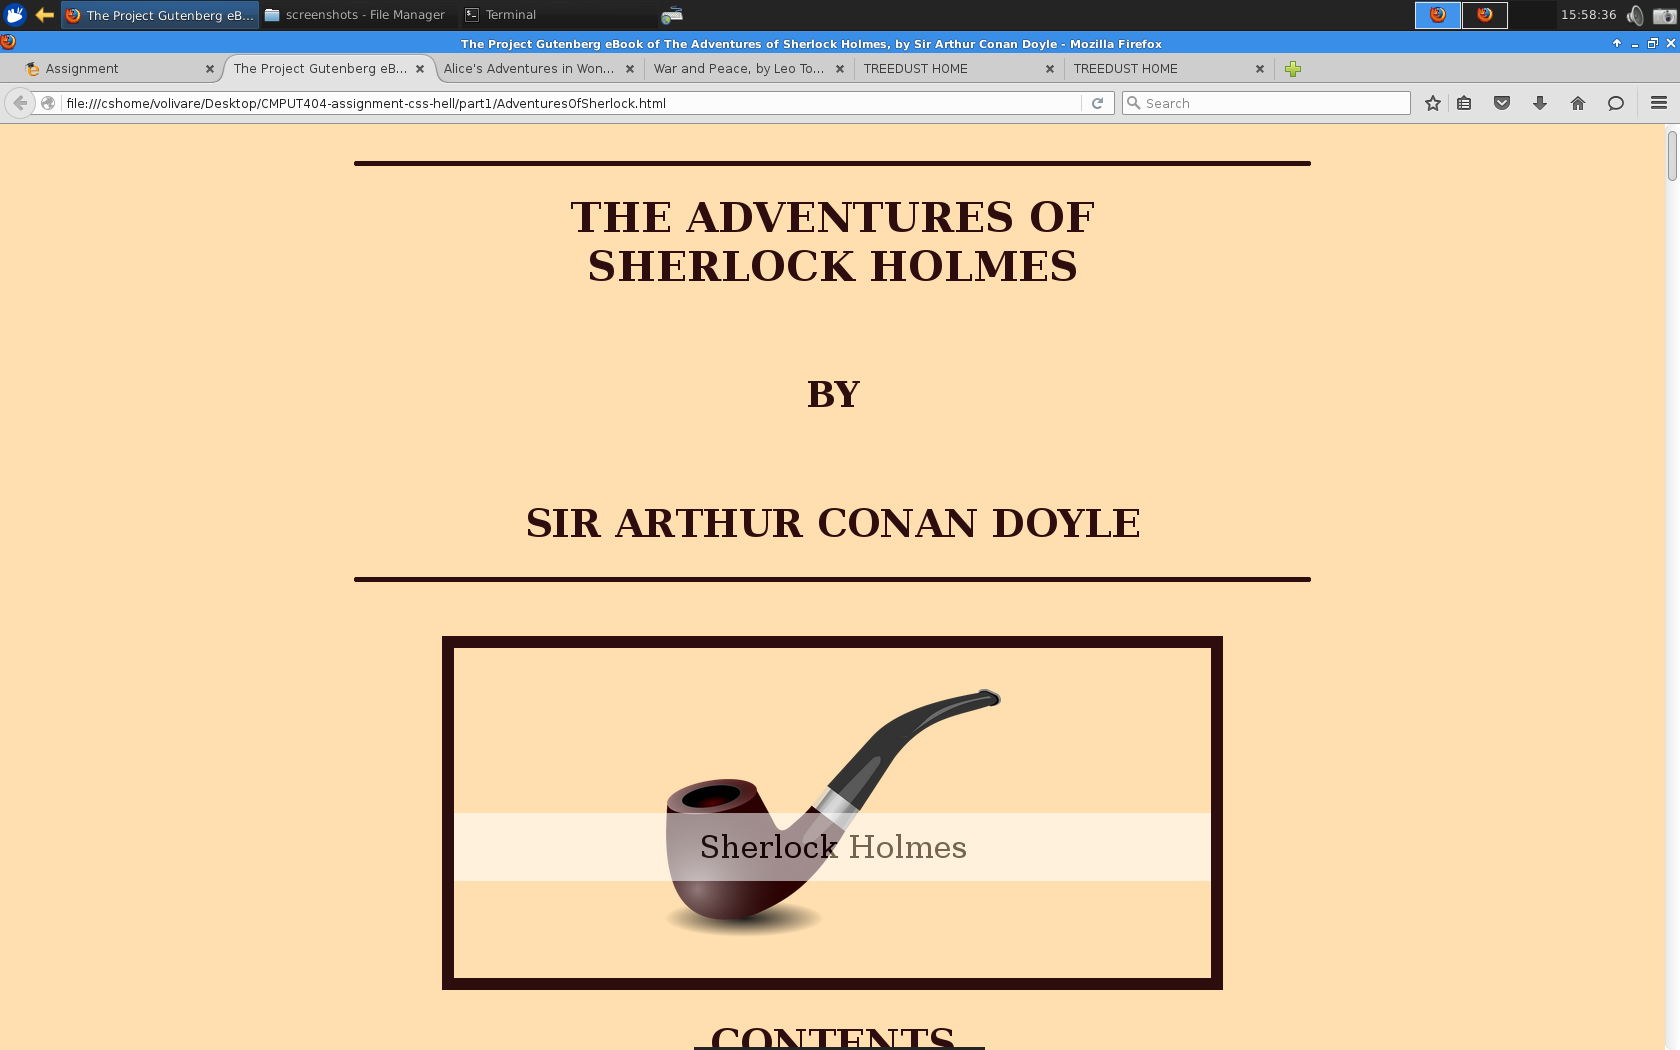 The Project Gutenberg eB...
screenshots - File Manager
Terminal
15:58:36
The Project Gutenberg eBook of The Adventures of Sherlock Holmes, by Sir Arthur Conan Doyle - Mozilla Firefox
Assignment
The Project Gutenberg eB...
Alice's Adventures in Won...
War and Peace, by Leo To...
TREEDUST HOME
TREEDUST HOME
file:///cshome/volivare/Desktop/CMPUT404-assignment-css-hell/part1/AdventuresOfSherlock.html
Search
THE ADVENTURES OF
SHERLOCK HOLMES
BY
SIR ARTHUR CONAN DOYLE
Sherlock Holmes
CONTENTS